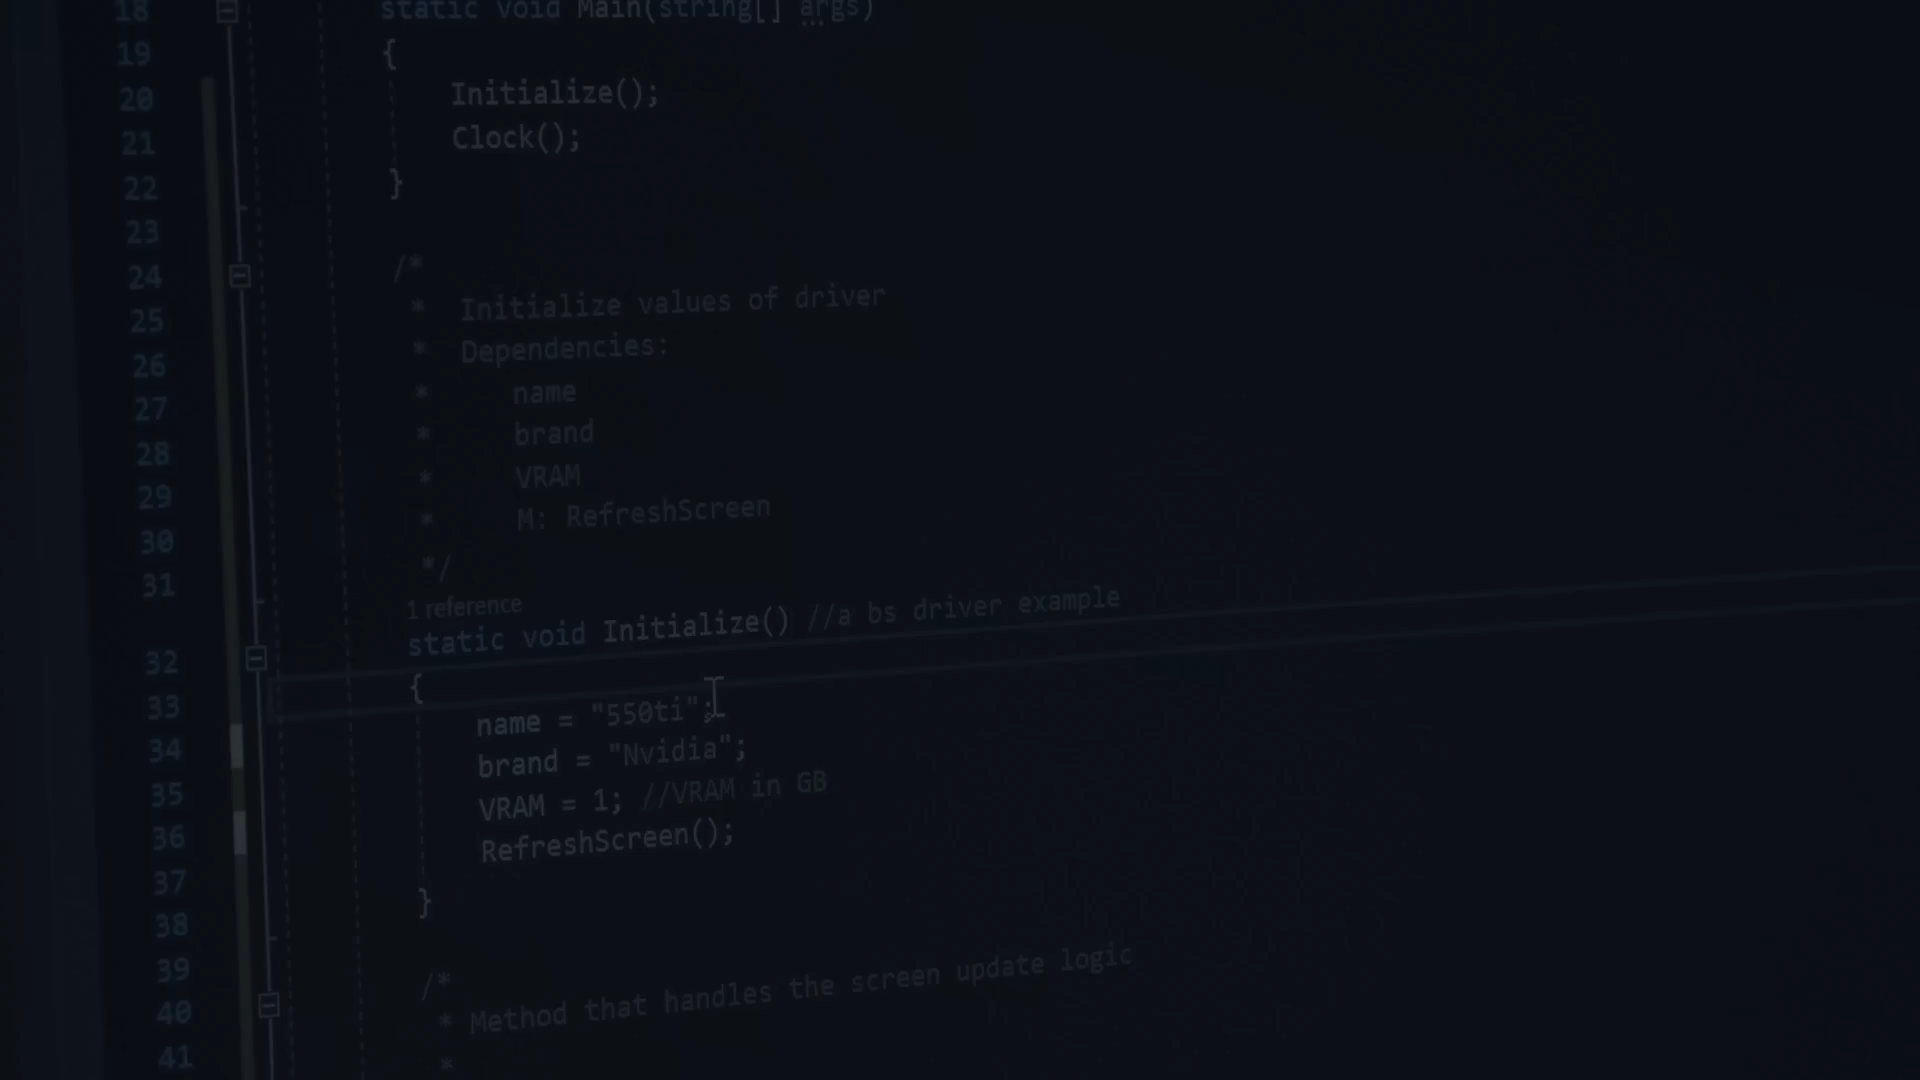 18 static void Main(string[] args)
19 {
20 Initialize();
21 Clock();
22 }
23
24 /*
25 * Initialize values of driver
26 * Dependencies:
27 * name
28 * brand
29 * VRAM
30 * M: RefreshScreen
31 */
1 reference
32 static void Initialize() //a bs driver example
33 {
34 name = "550ti";
35 brand = "Nvidia";
36 VRAM = 1; //VRAM in GB
37 RefreshScreen();
38 }
39
40 /*
41 * Method that handles the screen update logic
*